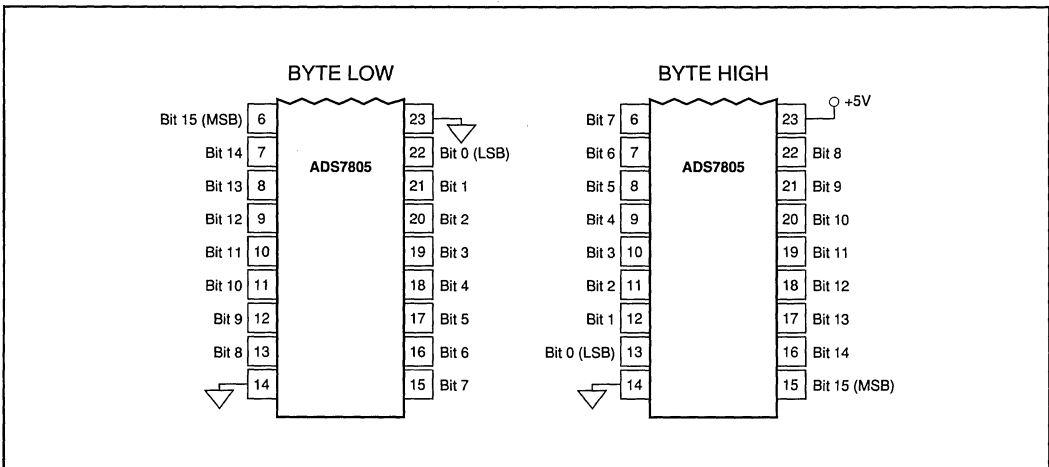 BYTE LOW
BYTE HIGH
Bit 15 (MSB) 6 23
Bit 14 7 22 Bit 0 (LSB)
ADS7805
Bit 13 8 21 Bit 1
Bit 12 9 20 Bit 2
Bit 11 10 19 Bit 3
Bit 10 11 18 Bit 4
Bit 9 12 17 Bit 5
Bit 8 13 16 Bit 6
14 15 Bit 7
Bit 7 6 23 +5V
Bit 6 7 22 Bit 8
ADS7805
Bit 5 8 21 Bit 9
Bit 4 9 20 Bit 10
Bit 3 10 19 Bit 11
Bit 2 11 18 Bit 12
Bit 1 12 17 Bit 13
Bit 0 (LSB) 13 16 Bit 14
14 15 Bit 15 (MSB)